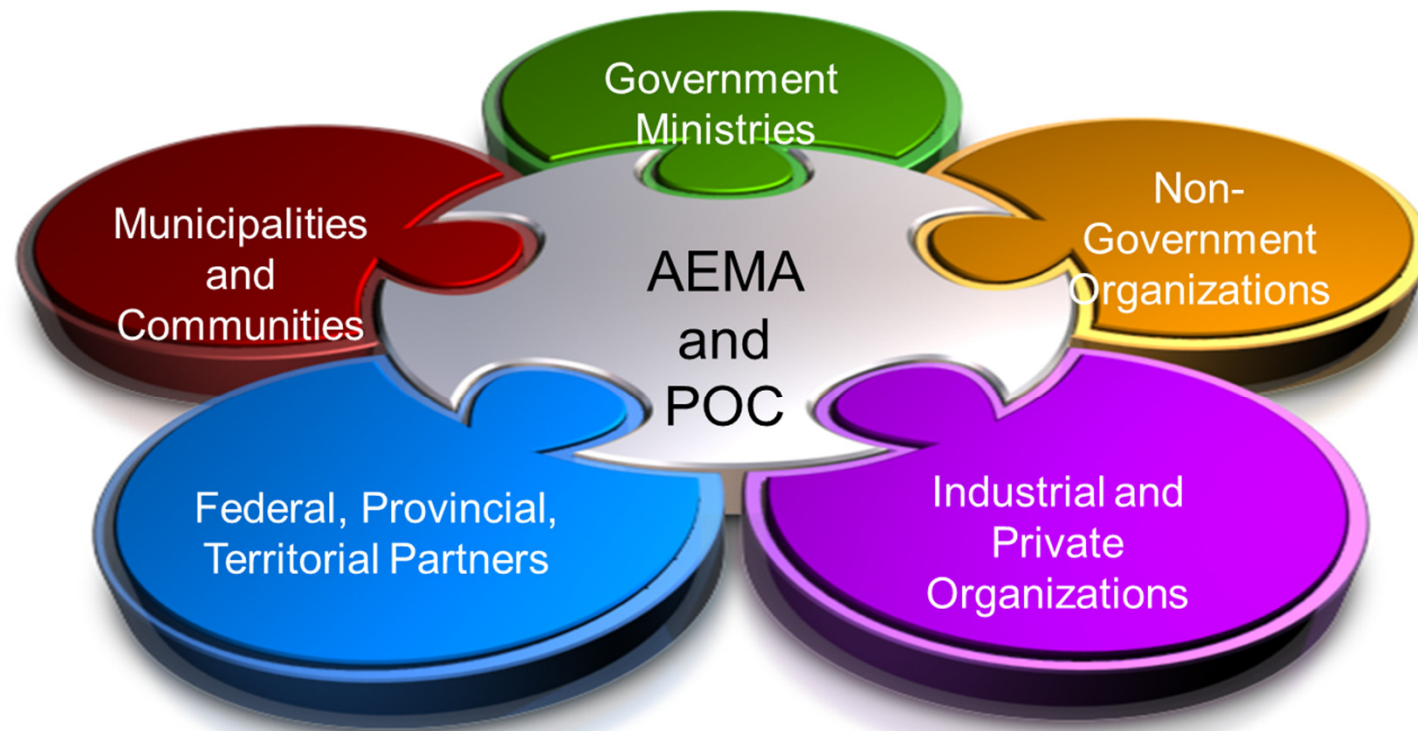 Government
Ministries
Municipalities
and
Communities
Non-
Government
Organizations
AEMA
and
POC
Federal, Provincial,
Territorial Partners
Industrial and
Private
Organizations